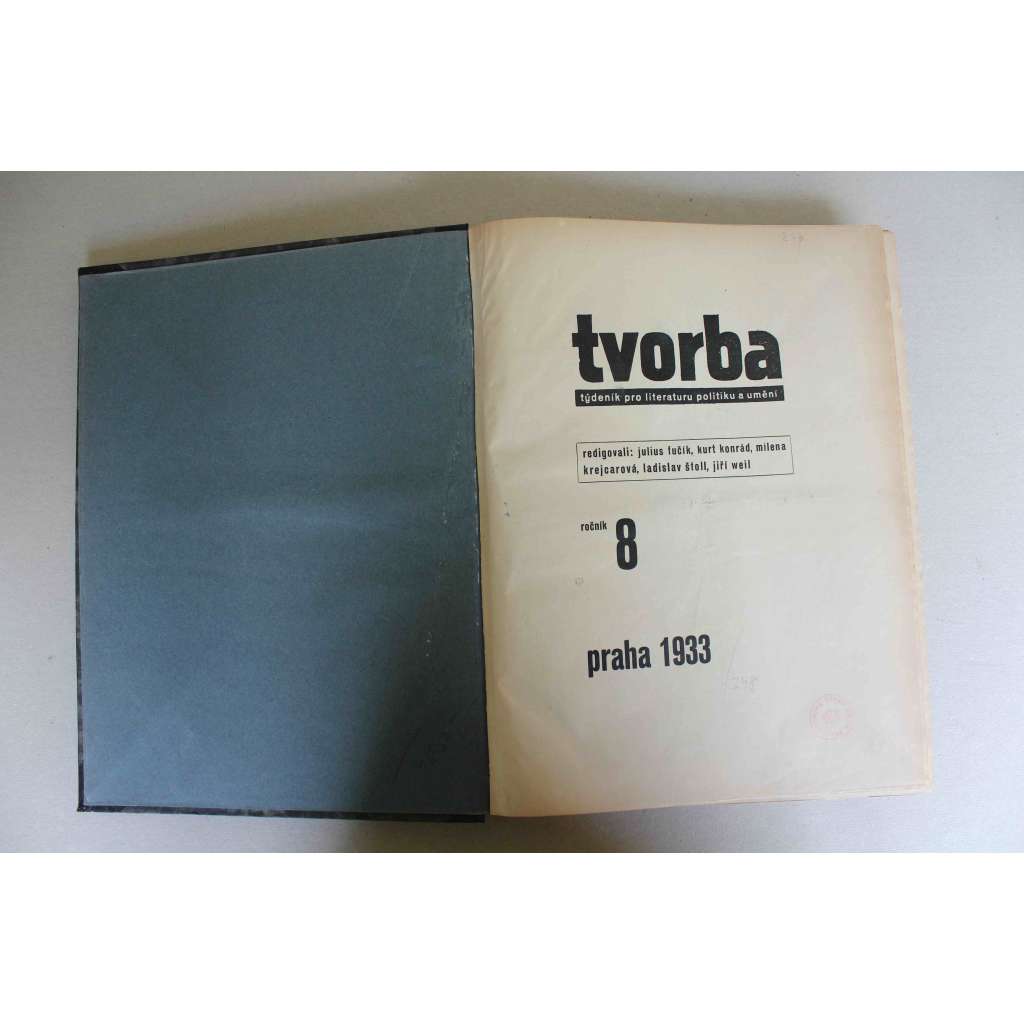 tvorba
týdeník pro literaturu politiku a umění
redigovali: julius fučík, kurt konrád, milena
krejcarová, ladislav štoll, jiří weil
ročník
8
praha 1933